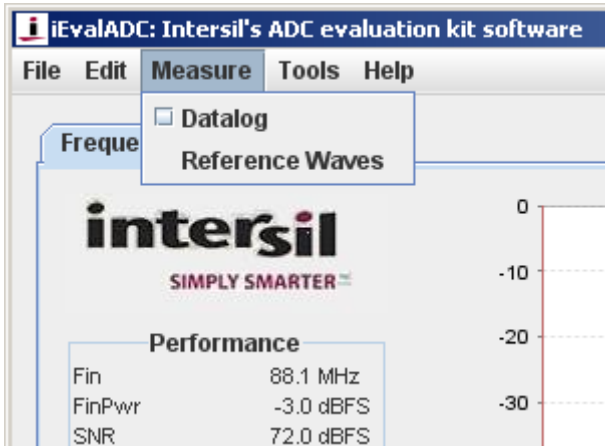 iEvalADC: Intersil's ADC evaluation kit software
File Edit Measure Tools Help
Datalog
Reference Waves
Freque
intersil
SIMPLY SMARTER™
Performance
Fin 88.1 MHz
FinPwr -3.0 dBFS
SNR 72.0 dBFS
0
-10
-20
-30